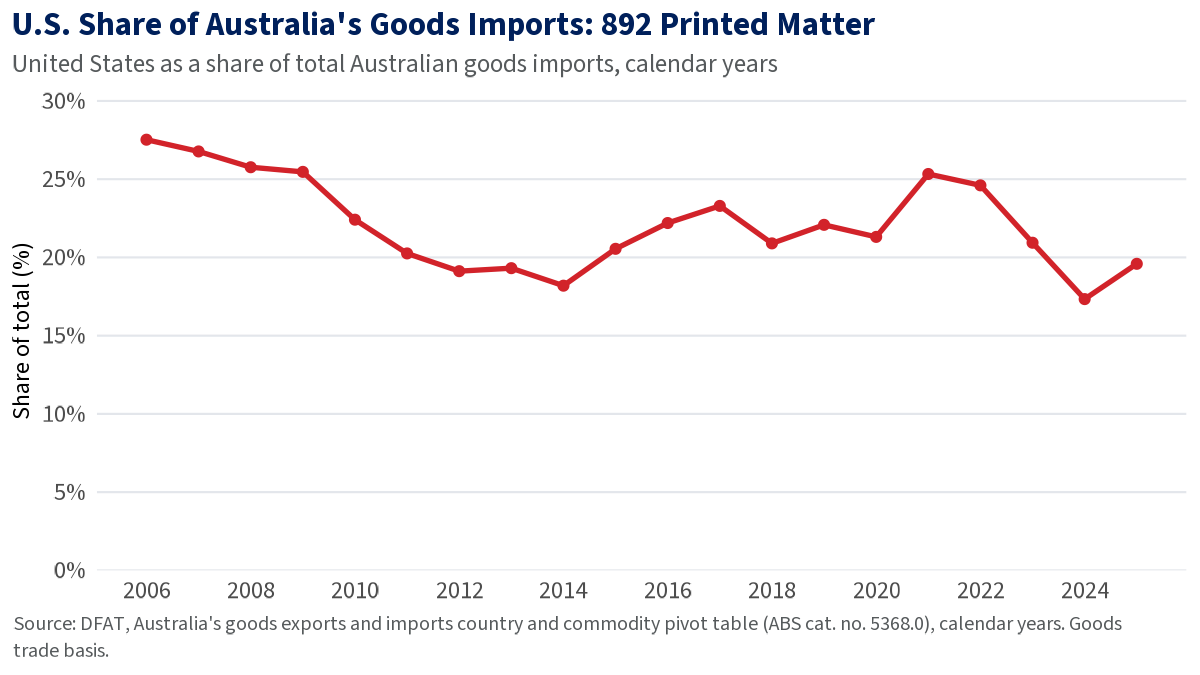 U.S. Share of Australia's Goods Imports: 892 Printed Matter
United States as a share of total Australian goods imports, calendar years
Share of total (%)
30%
25%
20%
15%
10%
5%
0%
2006 2008 2010 2012 2014 2016 2018 2020 2022 2024
Source: DFAT, Australia's goods exports and imports country and commodity pivot table (ABS cat. no. 5368.0), calendar years. Goods
trade basis.